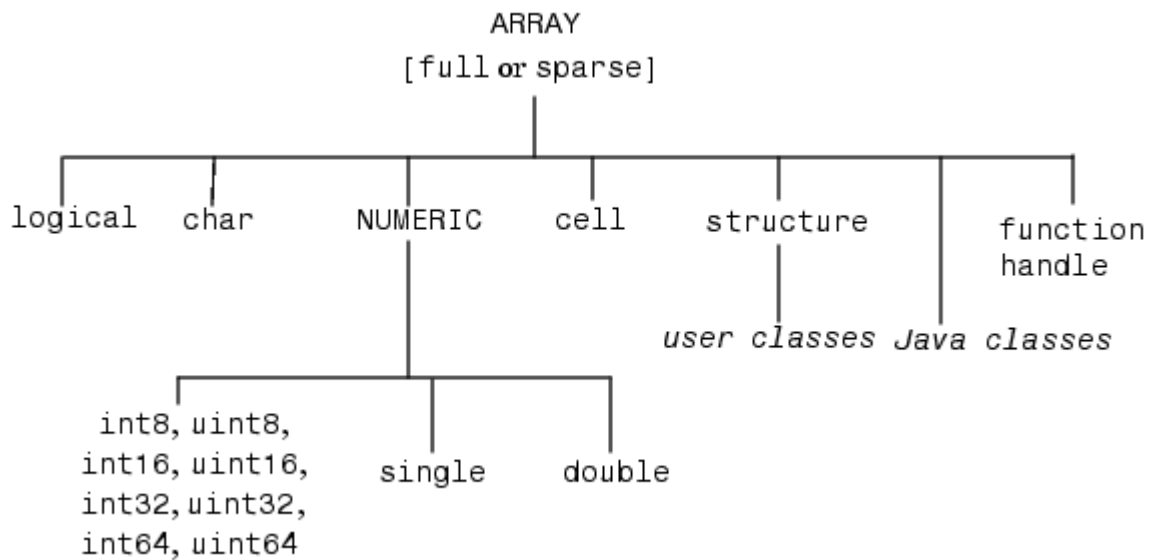 ARRAY
[full or sparse]
logical char NUMERIC cell structure function
handle
user classes Java classes
int8, uint8,
int16, uint16,
int32, uint32,
int64, uint64
single double